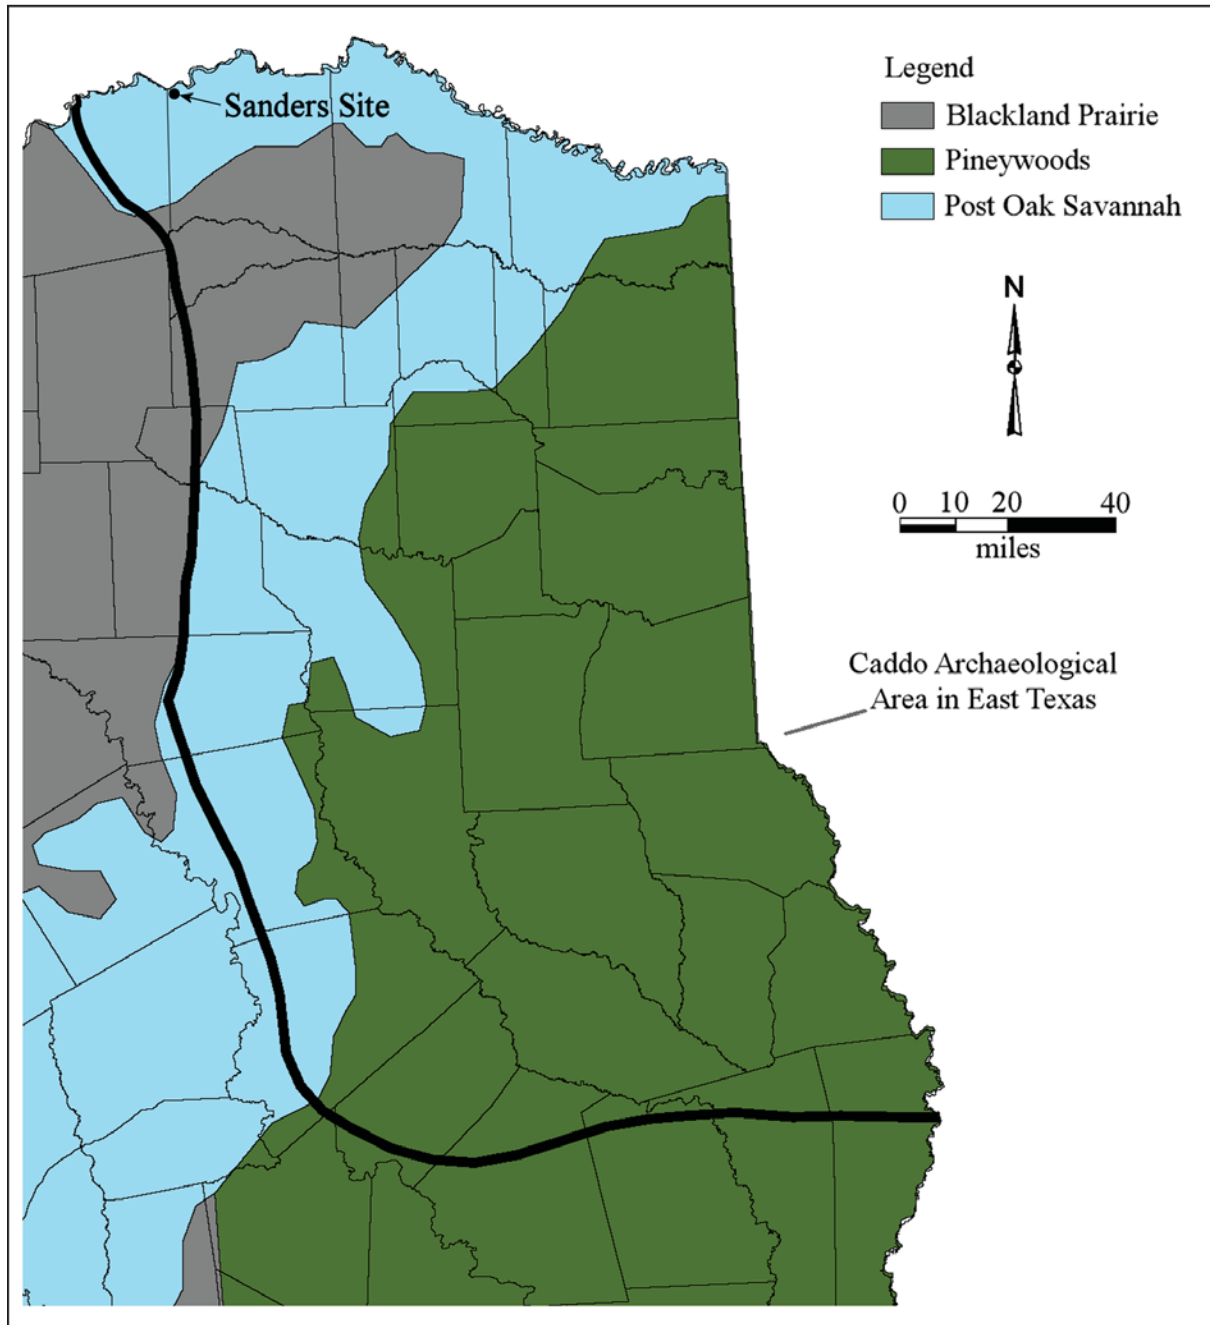 Sanders Site
Legend
Blackland Prairie
Pineywoods
Post Oak Savannah
N
0 10 20 40
miles
Caddo Archaeological
Area in East Texas